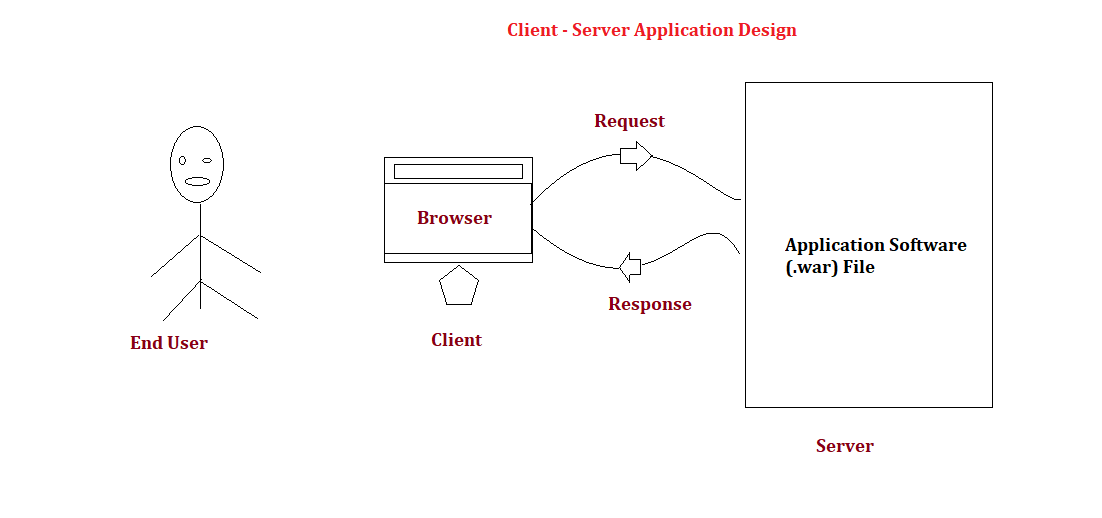 Client - Server Application Design
Request
Browser
Application Software
(.war) File
Response
Client
End User
Server